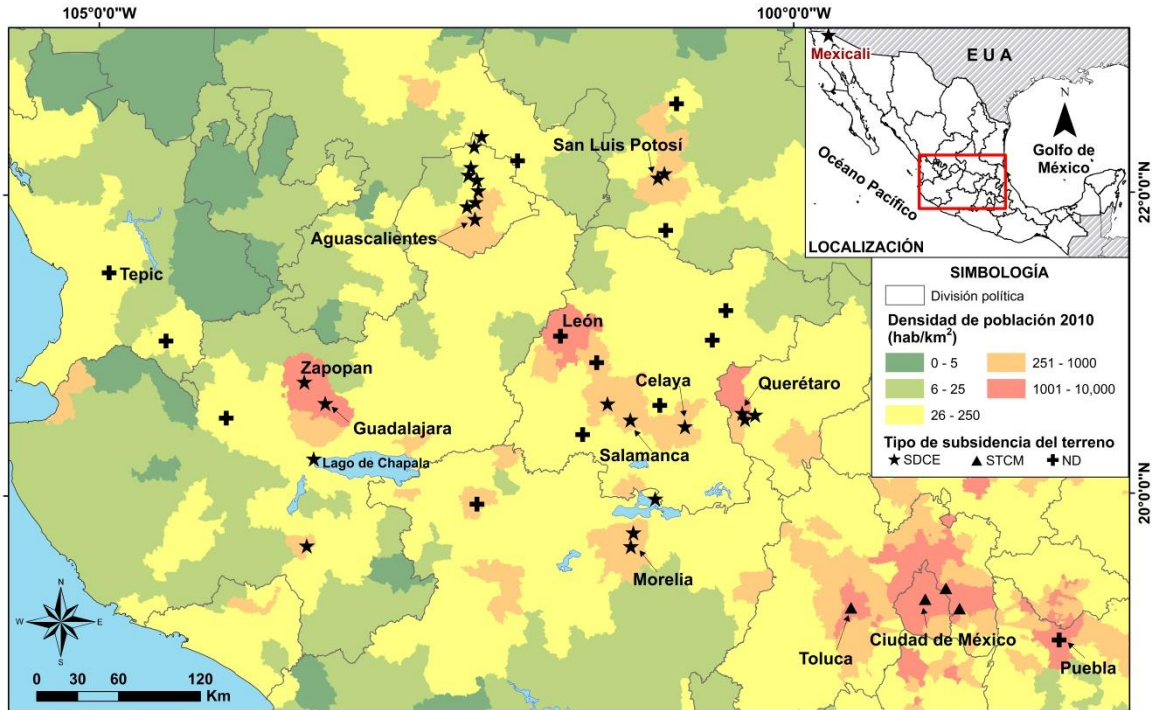 105°0'0"W
100°0'0"W
Mexicali
E U A
N
Golfo de
México
Océano Pacífico
LOCALIZACIÓN
22°0'0"N
San Luis Potosí
Aguascalientes
Tepic
SIMBOLOGÍA
División política
Densidad de población 2010
(hab/km²)
0 - 5
251 - 1000
6 - 25
1001 - 10,000
26 - 250
Tipo de subsidencia del terreno
SDCE
STCM
ND
León
Zapopan
Celaya
Querétaro
Guadalajara
Salamanca
Lago de Chapala
20°0'0"N
Morelia
N
W
E
S
Ciudad de México
Toluca
Puebla
0 30 60 120
Km